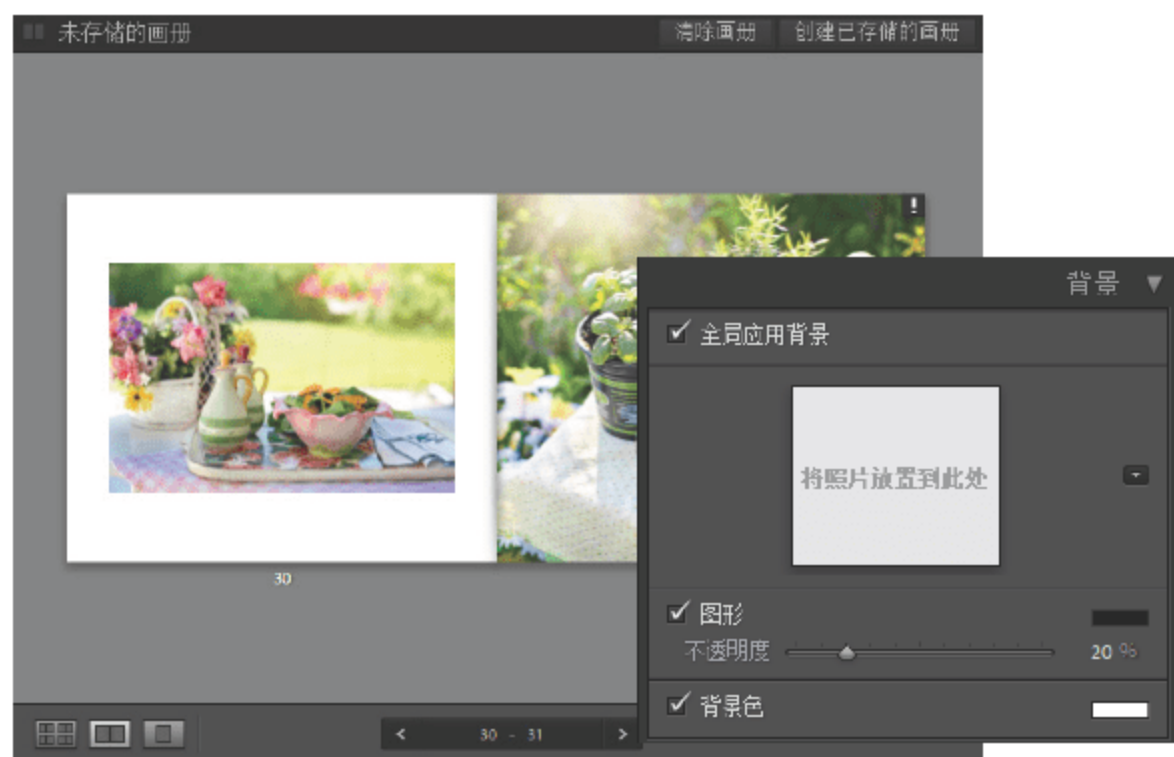 未存储的画册 清除画册 创建已存储的画册
!
背景
全局应用背景
将照片放置到此处
30
图形
不透明度 20 %
背景色
< 30 - 31 >